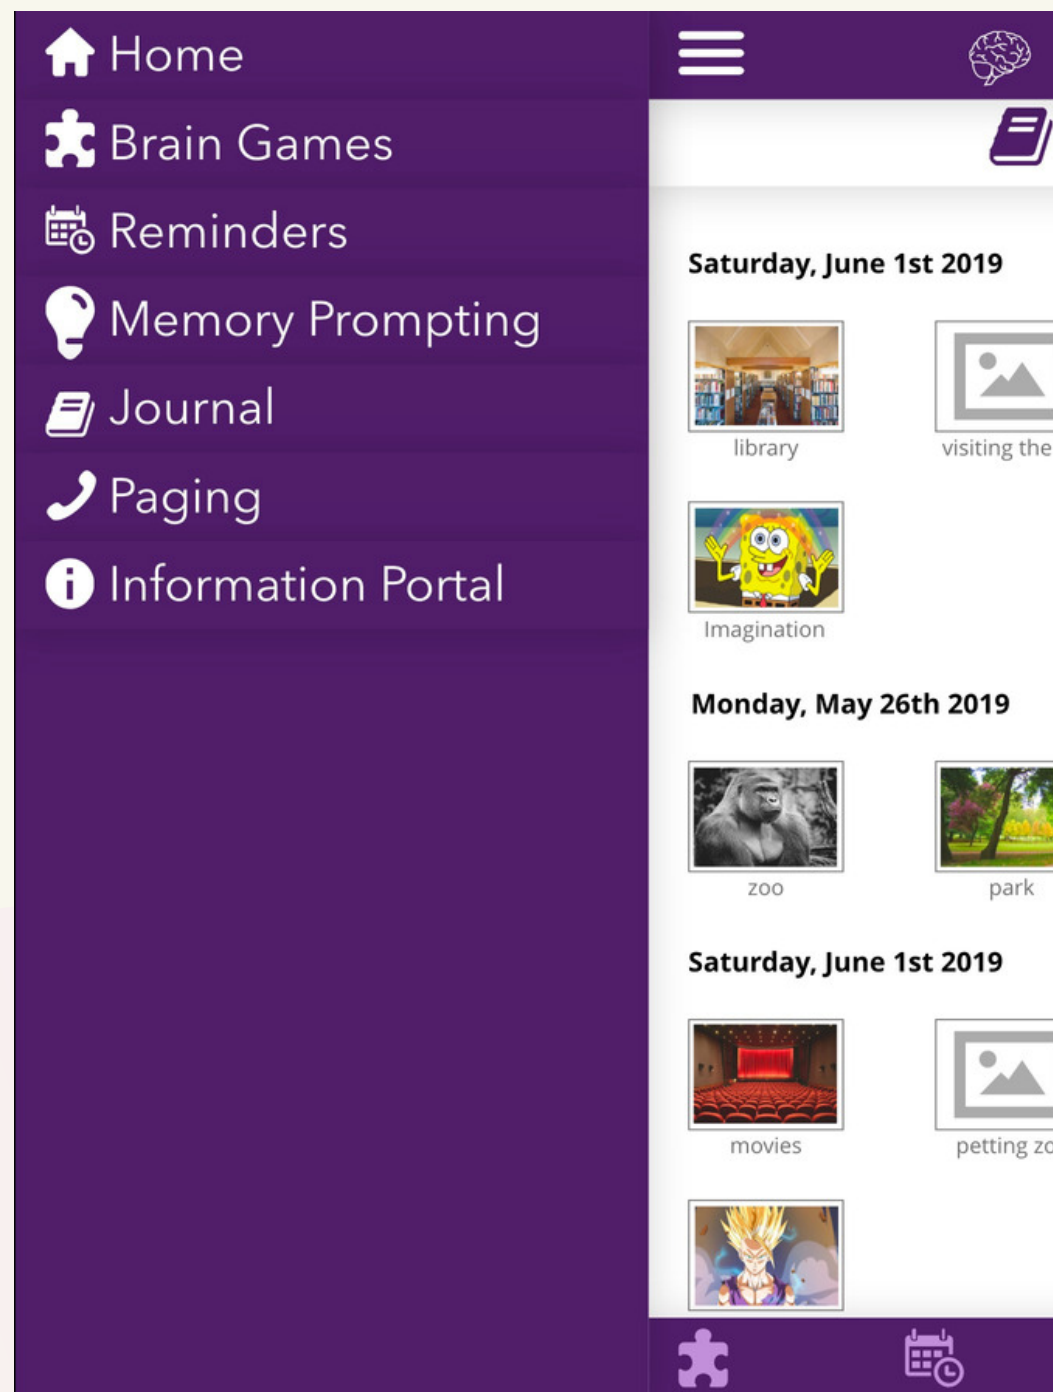 Home
Brain Games
Reminders
Memory Prompting
Journal
Paging
Information Portal
Saturday, June 1st 2019
library
visiting the
Imagination
Monday, May 26th 2019
zoo
park
Saturday, June 1st 2019
movies
petting